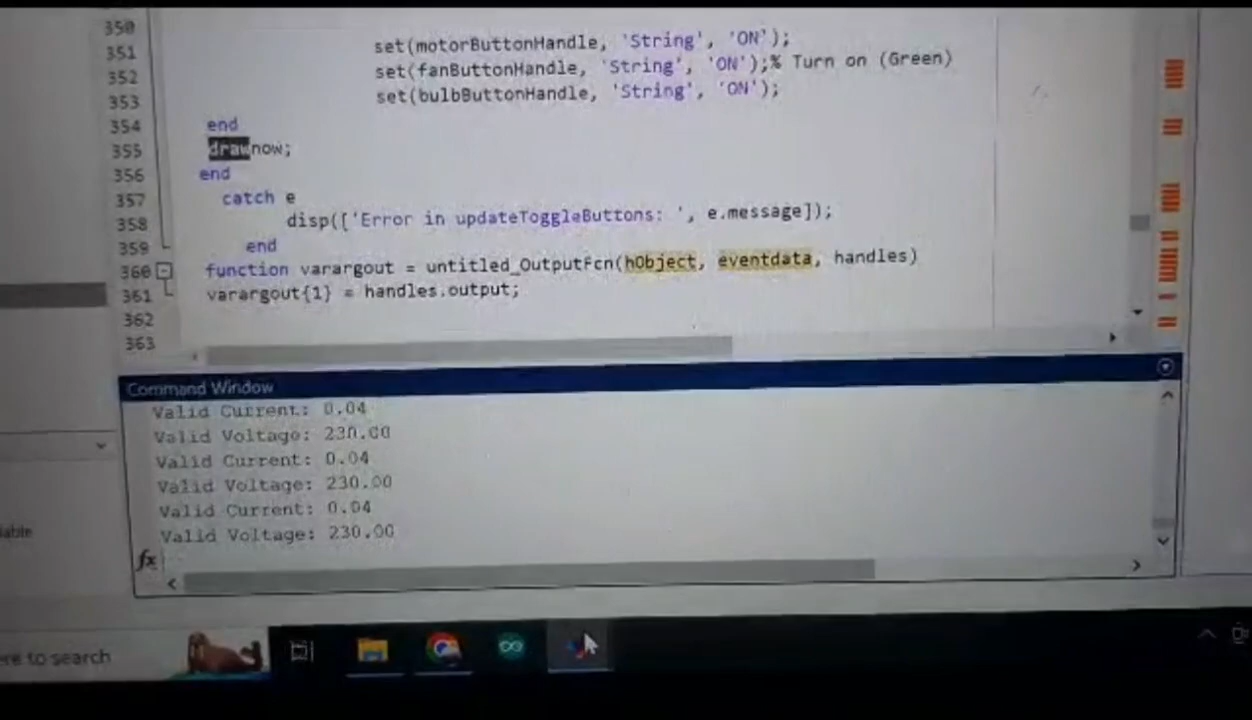 350
351 set(motorButtonHandle, 'String', 'ON');
352 set(fanButtonHandle, 'String', 'ON');% Turn on (Green)
353 set(bulbButtonHandle, 'String', 'ON');
354 end
355 drawnow;
356 end
357 catch e
358 disp(['Error in updateToggleButtons: ', e.message]);
359 end
360 function varargout = untitled_OutputFcn(hObject, eventdata, handles)
361 varargout{1} = handles.output;
362
363
Command Window
Valid Current: 0.04
Valid Voltage: 230.00
Valid Current: 0.04
Valid Voltage: 230.00
Valid Current: 0.04
Valid Voltage: 230.00
fx
iable
ere to search